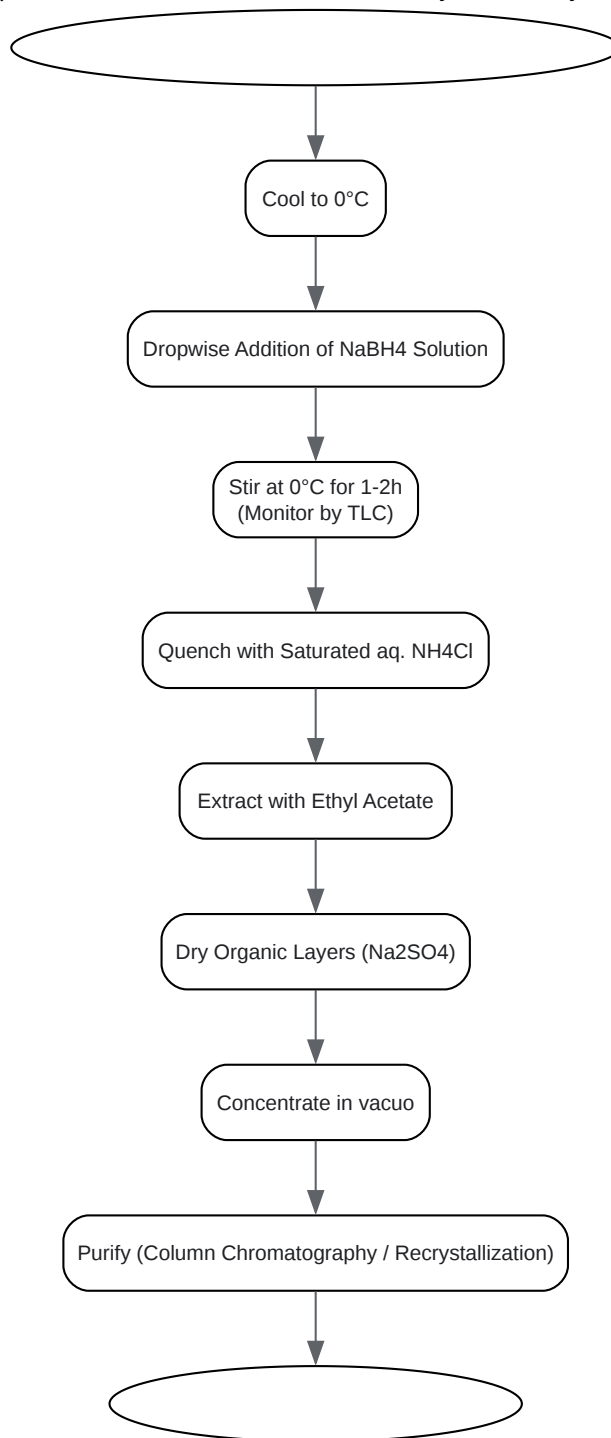 Cool to 0°C
Dropwise Addition of NaBH4 Solution
Stir at 0°C for 1-2h
(Monitor by TLC)
Quench with Saturated aq. NH4Cl
Extract with Ethyl Acetate
Dry Organic Layers (Na2SO4)
Concentrate in vacuo
Purify (Column Chromatography / Recrystallization)